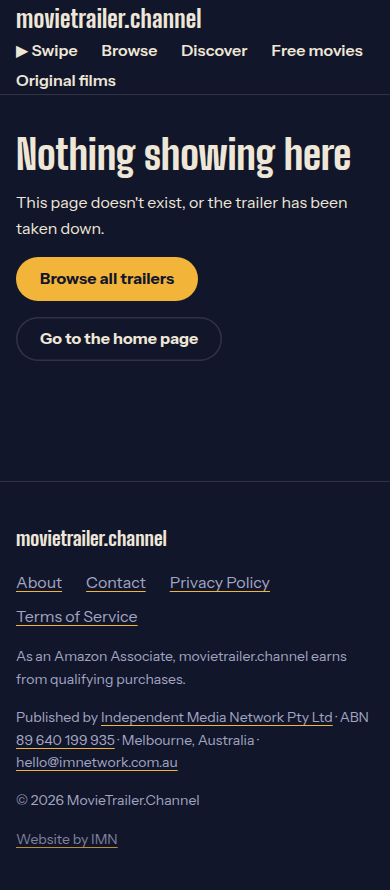 movietrailer.channel
▶ Swipe Browse Discover Free movies
Original films
Nothing showing here
This page doesn't exist, or the trailer has been
taken down.
Browse all trailers
Go to the home page
movietrailer.channel
About Contact Privacy Policy
Terms of Service
As an Amazon Associate, movietrailer.channel earns
from qualifying purchases.
Published by Independent Media Network Pty Ltd · ABN
89 640 199 935 · Melbourne, Australia ·
hello@imnetwork.com.au
© 2026 MovieTrailer.Channel
Website by IMN